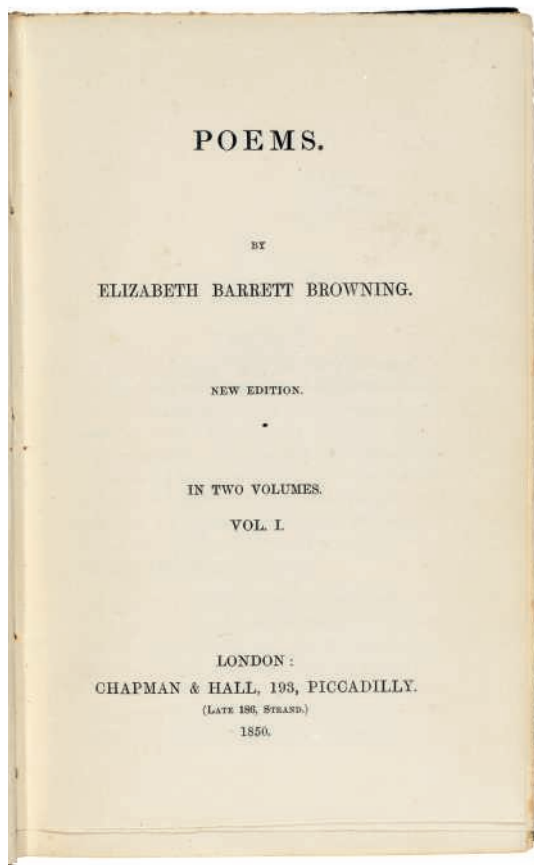 POEMS.
BY
ELIZABETH BARRETT BROWNING.
NEW EDITION.
IN TWO VOLUMES.
VOL. I.
LONDON:
CHAPMAN & HALL, 193, PICCADILLY.
(LATE 186, STRAND.)
1850.